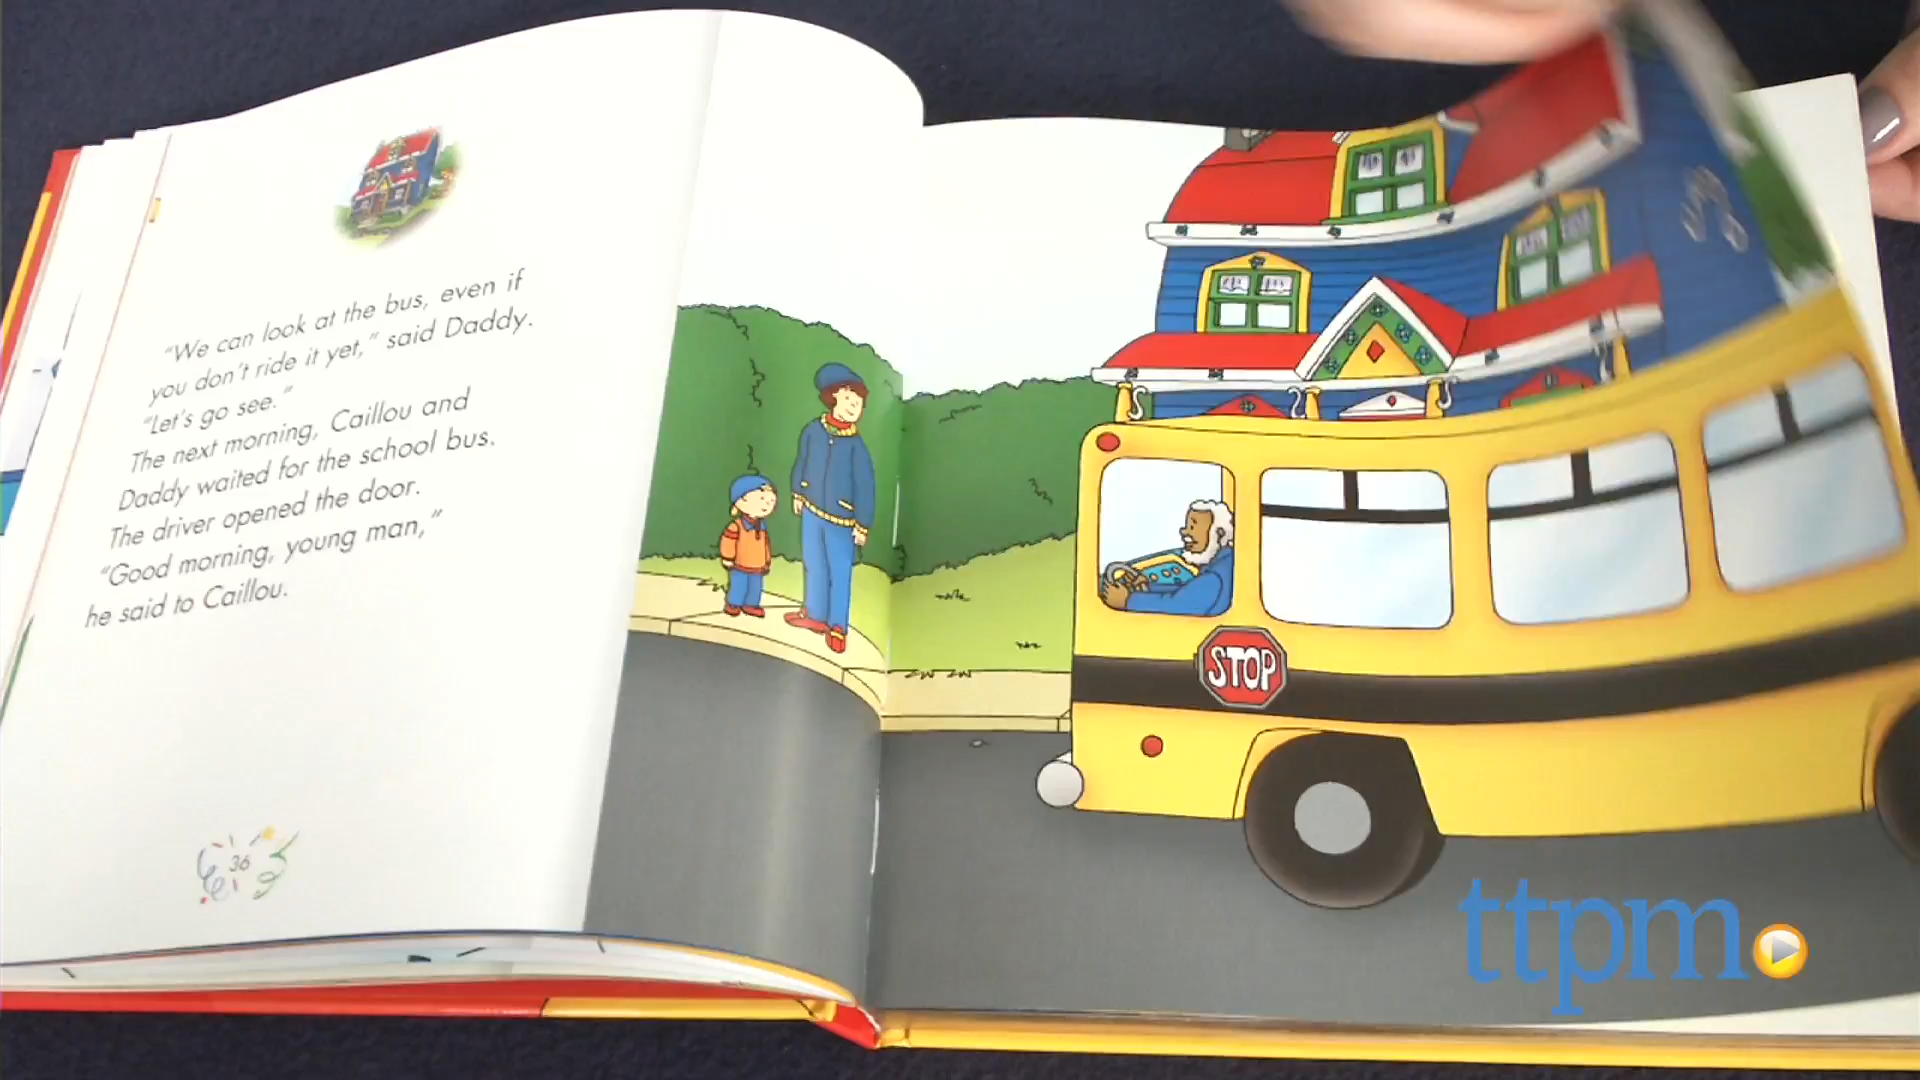 "We can look at the bus, even if
you don't ride it yet," said Daddy.
"Let's go see."
The next morning, Caillou and
Daddy waited for the school bus.
The driver opened the door.
"Good morning, young man,"
he said to Caillou.
36
STOP
ttpm